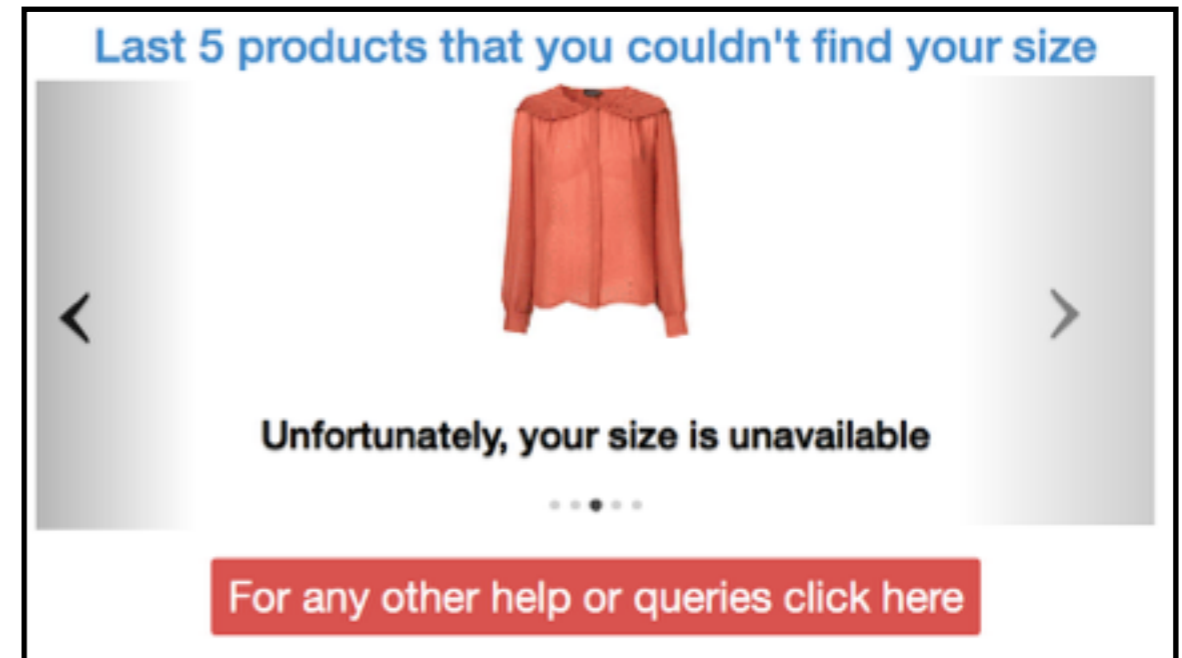 Last 5 products that you couldn't find your size
Unfortunately, your size is unavailable
For any other help or queries click here